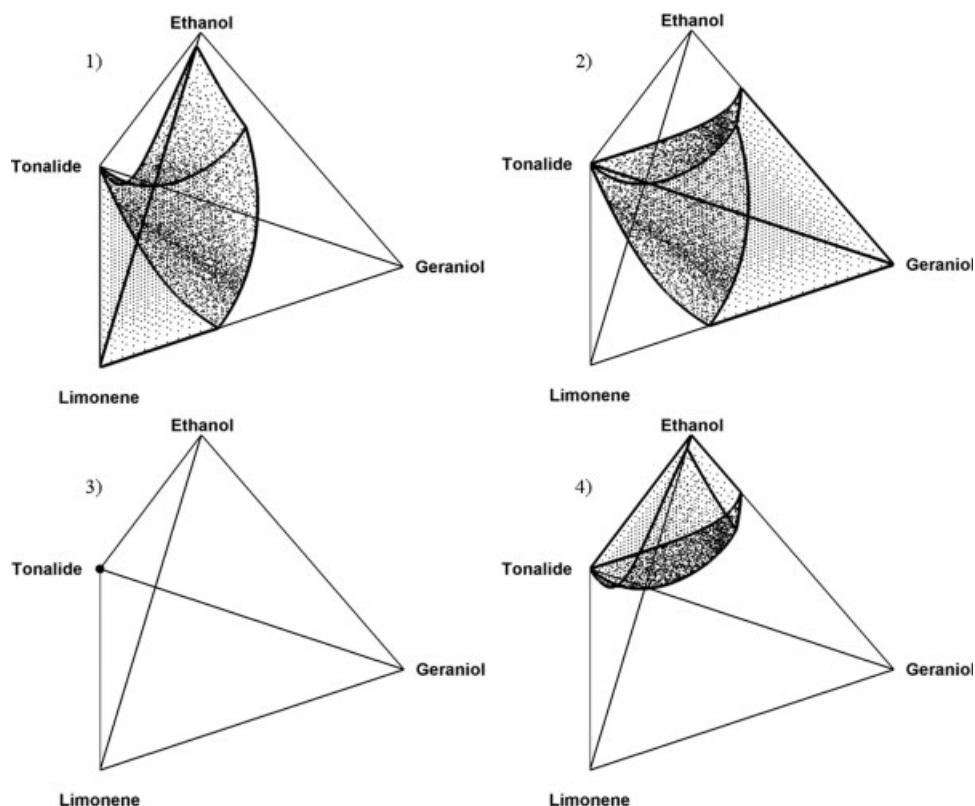 Ethanol
1)
Tonalide
Geraniol
Limonene
Ethanol
2)
Tonalide
Geraniol
Limonene
Ethanol
3)
Tonalide
Geraniol
Limonene
Ethanol
4)
Tonalide
Geraniol
Limonene